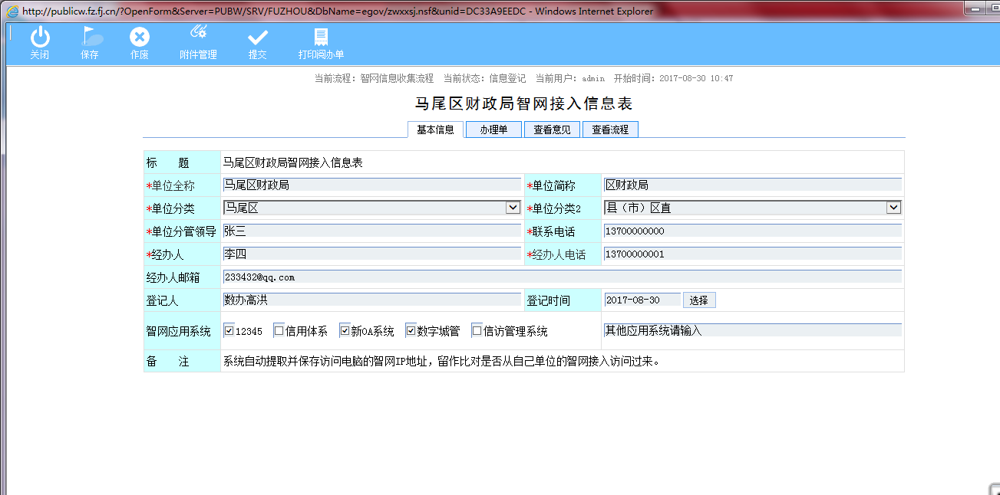 http://publicw.fz.fj.cn/?OpenForm&Server=PUBW/SRV/FUZHOU&DbName=egov/zwxxsj.nsf&unid=DC33A9EEDC - Windows Internet Explorer
关闭 保存 作废 附件管理 提交 打印阅办单
当前流程：智网信息收集流程 当前状态：信息登记 当前用户：admin 开始时间：2017-08-30 10:47
马尾区财政局智网接入信息表
基本信息 办理单 查看意见 查看流程
标 题 马尾区财政局智网接入信息表
*单位全称 马尾区财政局 *单位简称 区财政局
*单位分类 马尾区 *单位分类2 县（市）区直
*单位分管领导 张三 *联系电话 13700000000
*经办人 李四 *经办人电话 13700000001
经办人邮箱 233432@qq.com
登记人 数办高洪 登记时间 2017-08-30 选择
智网应用系统 12345 信用体系 新OA系统 数字城管 信访管理系统 其他应用系统请输入
备 注 系统自动提取并保存访问电脑的智网IP地址，留作比对是否从自己单位的智网接入访问过来。